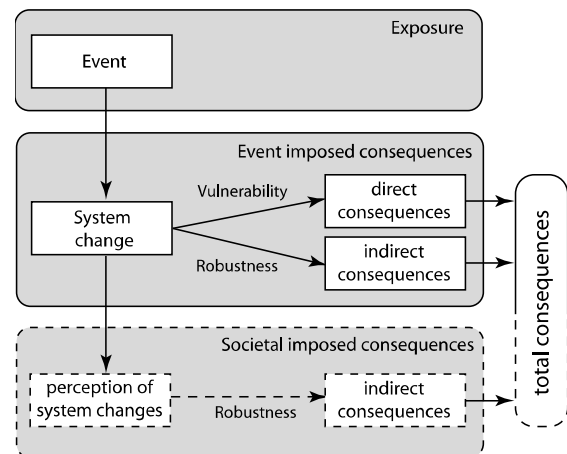 Exposure
Event
Event imposed consequences
Vulnerability
direct
consequences
System
change
Robustness
indirect
consequences
total consequences
Societal imposed consequences
perception of
system changes
Robustness
indirect
consequences